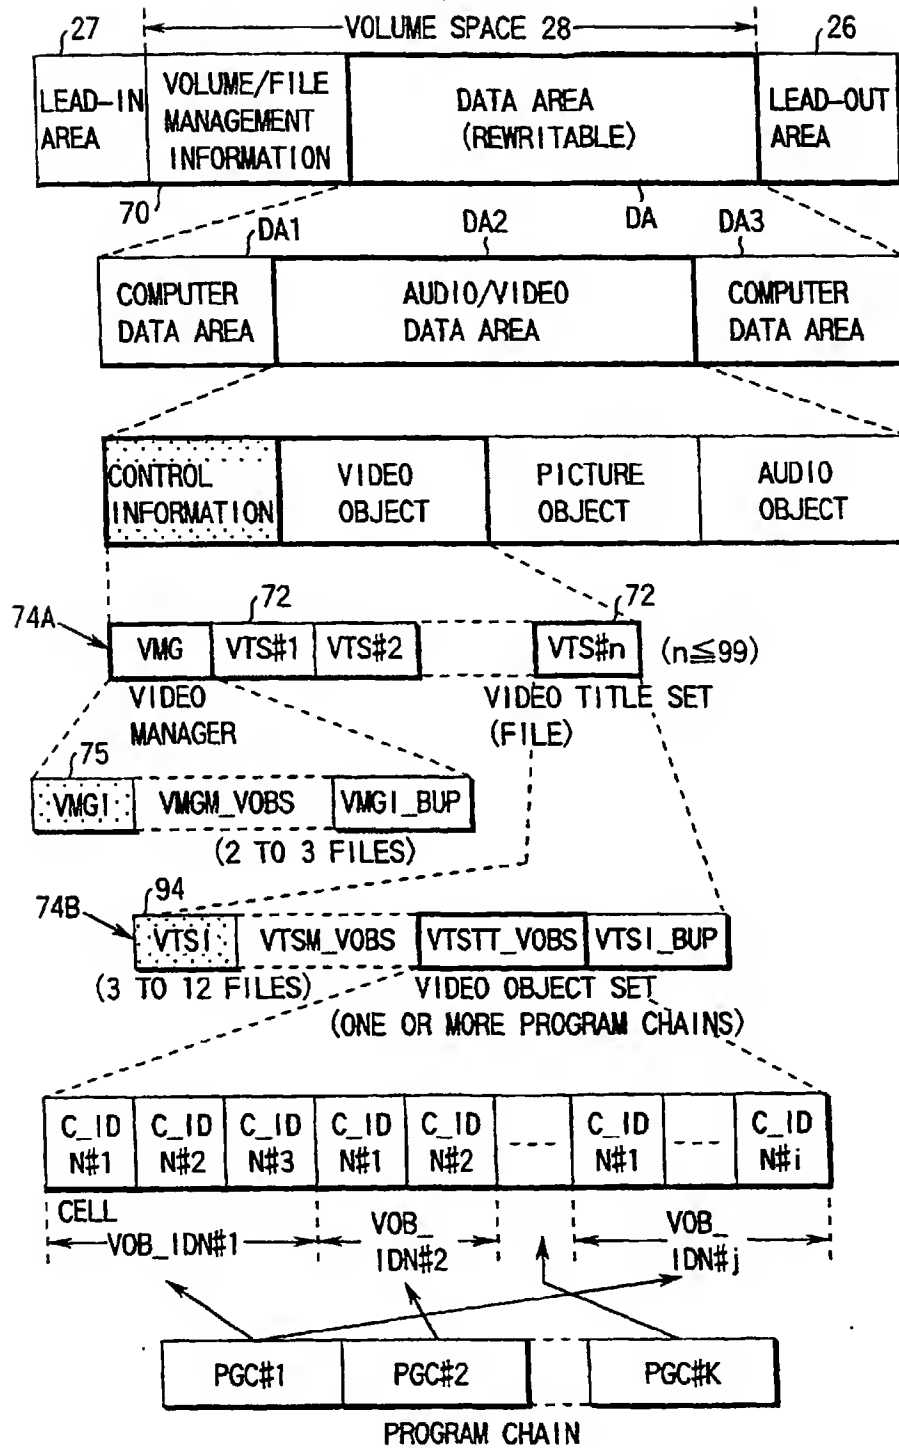 27
VOLUME SPACE 28
26
LEAD-IN
AREA
VOLUME/FILE
MANAGEMENT
INFORMATION
DATA AREA
(REWRITABLE)
LEAD-OUT
AREA
70
DA1
DA2
DA
DA3
COMPUTER
DATA AREA
AUDIO/VIDEO
DATA AREA
COMPUTER
DATA AREA
CONTROL
INFORMATION
VIDEO
OBJECT
PICTURE
OBJECT
AUDIO
OBJECT
74A
72
72
VMG
VTS#1
VTS#2
VTS#n
(n≦99)
VIDEO
MANAGER
VIDEO TITLE SET
(FILE)
75
VMGI
VMGM_VOBS
VMGI_BUP
(2 TO 3 FILES)
74B
94
VTSI
VTSM_VOBS
VTSTT_VOBS
VTSI_BUP
(3 TO 12 FILES)
VIDEO OBJECT SET
(ONE OR MORE PROGRAM CHAINS)
C_ID
N#1
C_ID
N#2
C_ID
N#3
C_ID
N#1
C_ID
N#2
C_ID
N#1
C_ID
N#i
CELL
VOB_IDN#1
VOB_
IDN#2
VOB_
IDN#j
PGC#1
PGC#2
PGC#K
PROGRAM CHAIN